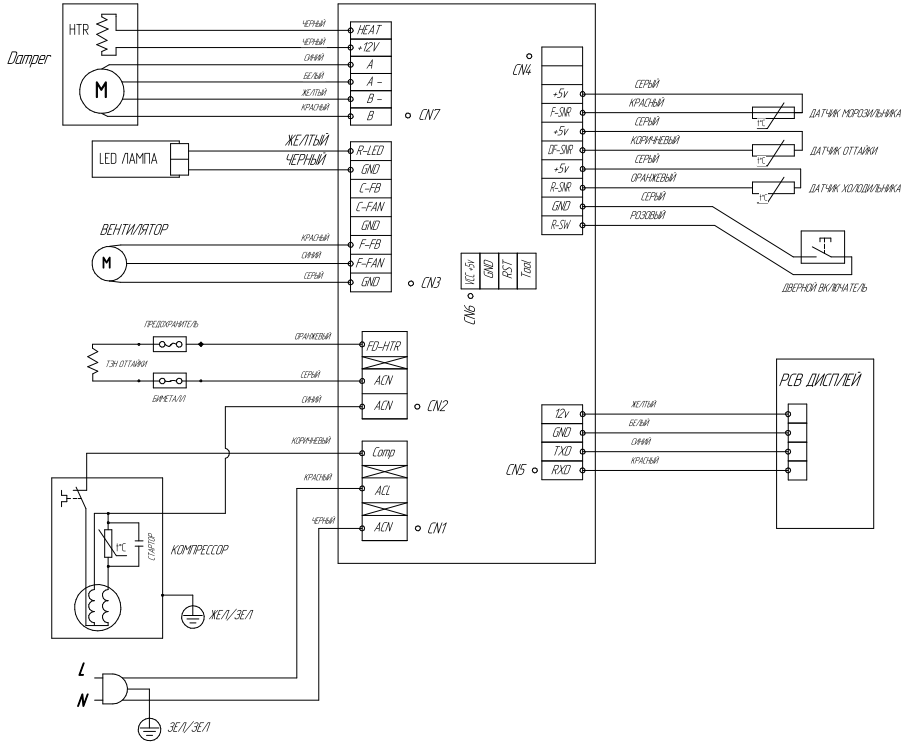 Damper
HTR
M
ЧЕРНЫЙ
ЧЕРНЫЙ
СИНИЙ
БЕЛЫЙ
ЖЕЛТЫЙ
КРАСНЫЙ
HEAT
+12V
A
A -
B -
B
CN7
LED ЛАМПА
ЖЕЛТЫЙ
ЧЕРНЫЙ
R-LED
GND
C-FB
C-FAN
GND
F-FB
F-FAN
GND
CN3
ВЕНТИЛЯТОР
M
КРАСНЫЙ
СИНИЙ
СЕРЫЙ
ПРЕДОХРАНИТЕЛЬ
ТЭН ОТТАЙКИ
БИМЕТАЛЛ
ОРАНЖЕВЫЙ
СЕРЫЙ
СИНИЙ
FD-HTR
ACN
ACN
CN2
КОРИЧНЕВЫЙ
КРАСНЫЙ
ЧЕРНЫЙ
Comp
ACL
ACN
CN1
t°C
СТАРТОР
КОМПРЕССОР
ЖЕЛ/ЗЕЛ
L
N
ЗЕЛ/ЗЕЛ
CN4
+5v
F-SNR
+5v
DF-SNR
+5v
R-SNR
GND
R-SW
СЕРЫЙ
КРАСНЫЙ
СЕРЫЙ
КОРИЧНЕВЫЙ
СЕРЫЙ
ОРАНЖЕВЫЙ
СЕРЫЙ
РОЗОВЫЙ
t°C
ДАТЧИК МОРОЗИЛЬНИКА
t°C
ДАТЧИК ОТТАЙКИ
t°C
ДАТЧИК ХОЛОДИЛЬНИКА
ДВЕРНОЙ ВКЛЮЧАТЕЛЬ
VCC +5v
GND
RST
Tool
CN6
12v
GND
TXD
RXD
CN5
ЖЕЛТЫЙ
БЕЛЫЙ
СИНИЙ
КРАСНЫЙ
PCB ДИСПЛЕЙ